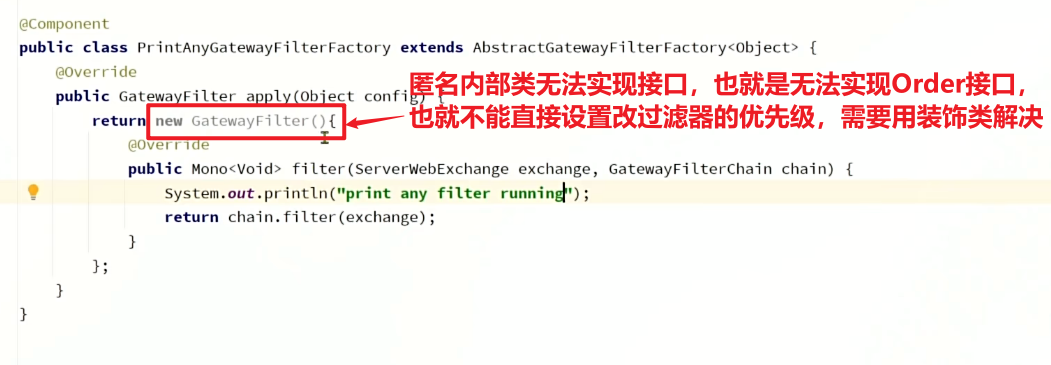 @Component
public class PrintAnyGatewayFilterFactory extends AbstractGatewayFilterFactory<Object> {
@Override
public GatewayFilter apply(Object config) {
匿名内部类无法实现接口，也就是无法实现Order接口，
也就不能直接设置改过滤器的优先级，需要用装饰类解决
return new GatewayFilter(){
@Override
public Mono<Void> filter(ServerWebExchange exchange, GatewayFilterChain chain) {
System.out.println("print any filter running");
return chain.filter(exchange);
}
};
}
}